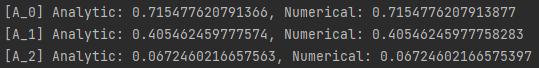 [A_0] Analytic: 0.715477620791366, Numerical: 0.7154776207913877
[A_1] Analytic: 0.405462459777574, Numerical: 0.40546245977758283
[A_2] Analytic: 0.0672460216657563, Numerical: 0.06724602166575397